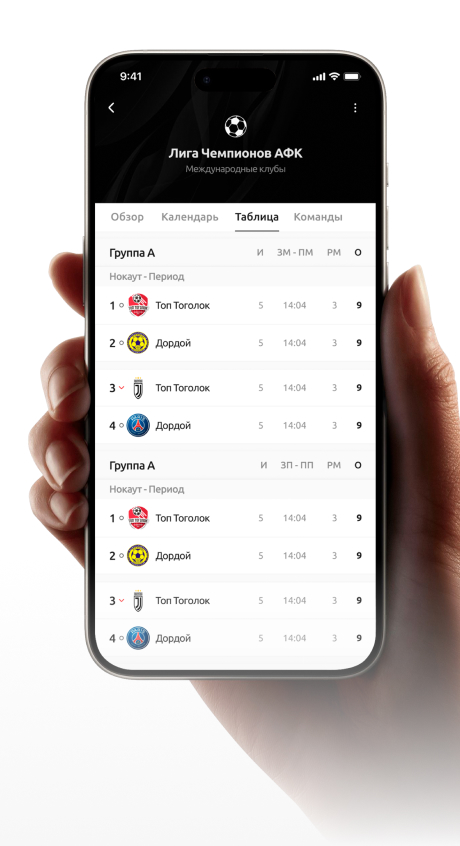 9:41
Лига Чемпионов АФК
Международные клубы
Обзор Календарь Таблица Команды
Группа А И ЗМ - ПМ РМ О
Нокаут - Период
1 Топ Тоголок 5 14:04 3 9
2 Дордой 5 14:04 3 9
3 Топ Тоголок 5 14:04 3 9
4 Дордой 5 14:04 3 9
Группа А И ЗП - ПП РМ О
Нокаут - Период
1 Топ Тоголок 5 14:04 3 9
2 Дордой 5 14:04 3 9
3 Топ Тоголок 5 14:04 3 9
4 Дордой 5 14:04 3 9